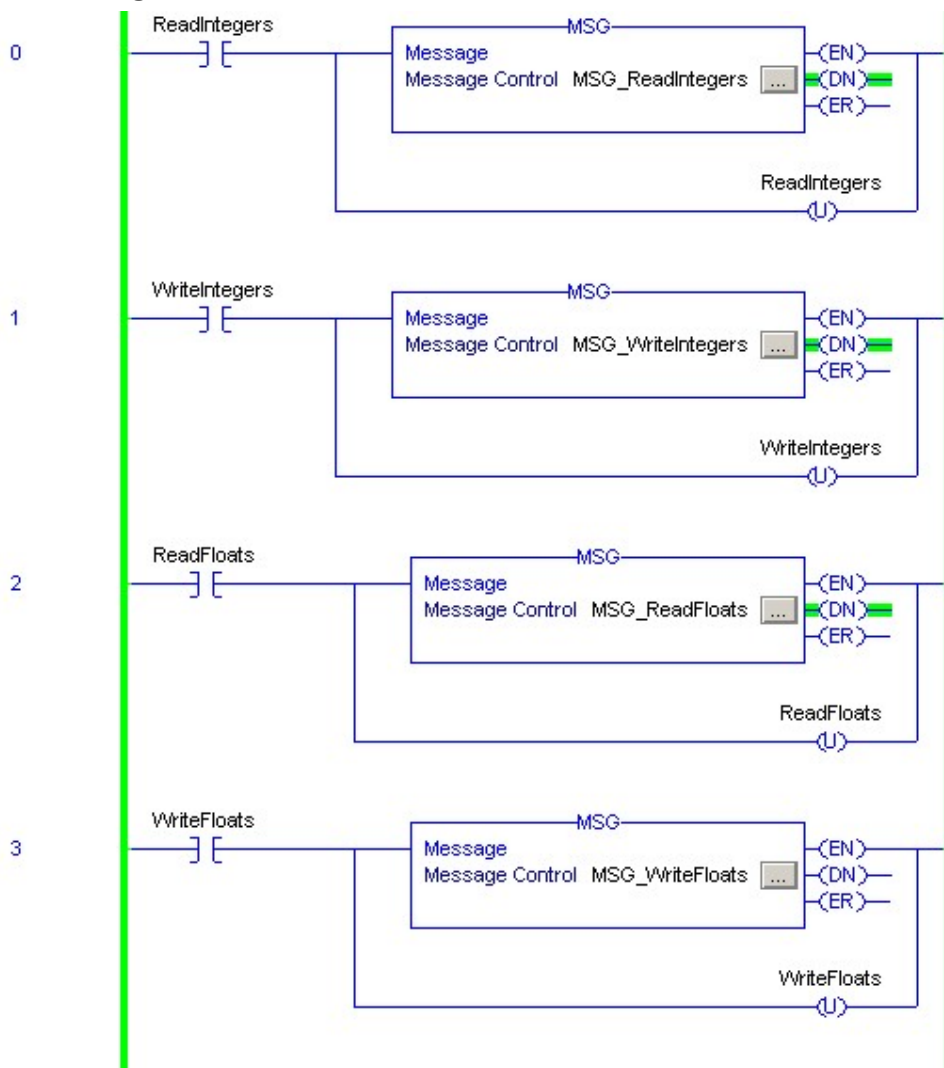 ReadIntegers
0
MSG
Message
Message Control MSG_ReadIntegers ...
(EN)
(DN)
(ER)
ReadIntegers
(U)
WriteIntegers
1
MSG
Message
Message Control MSG_WriteIntegers ...
(EN)
(DN)
(ER)
WriteIntegers
(U)
ReadFloats
2
MSG
Message
Message Control MSG_ReadFloats ...
(EN)
(DN)
(ER)
ReadFloats
(U)
WriteFloats
3
MSG
Message
Message Control MSG_WriteFloats ...
(EN)
(DN)
(ER)
WriteFloats
(U)